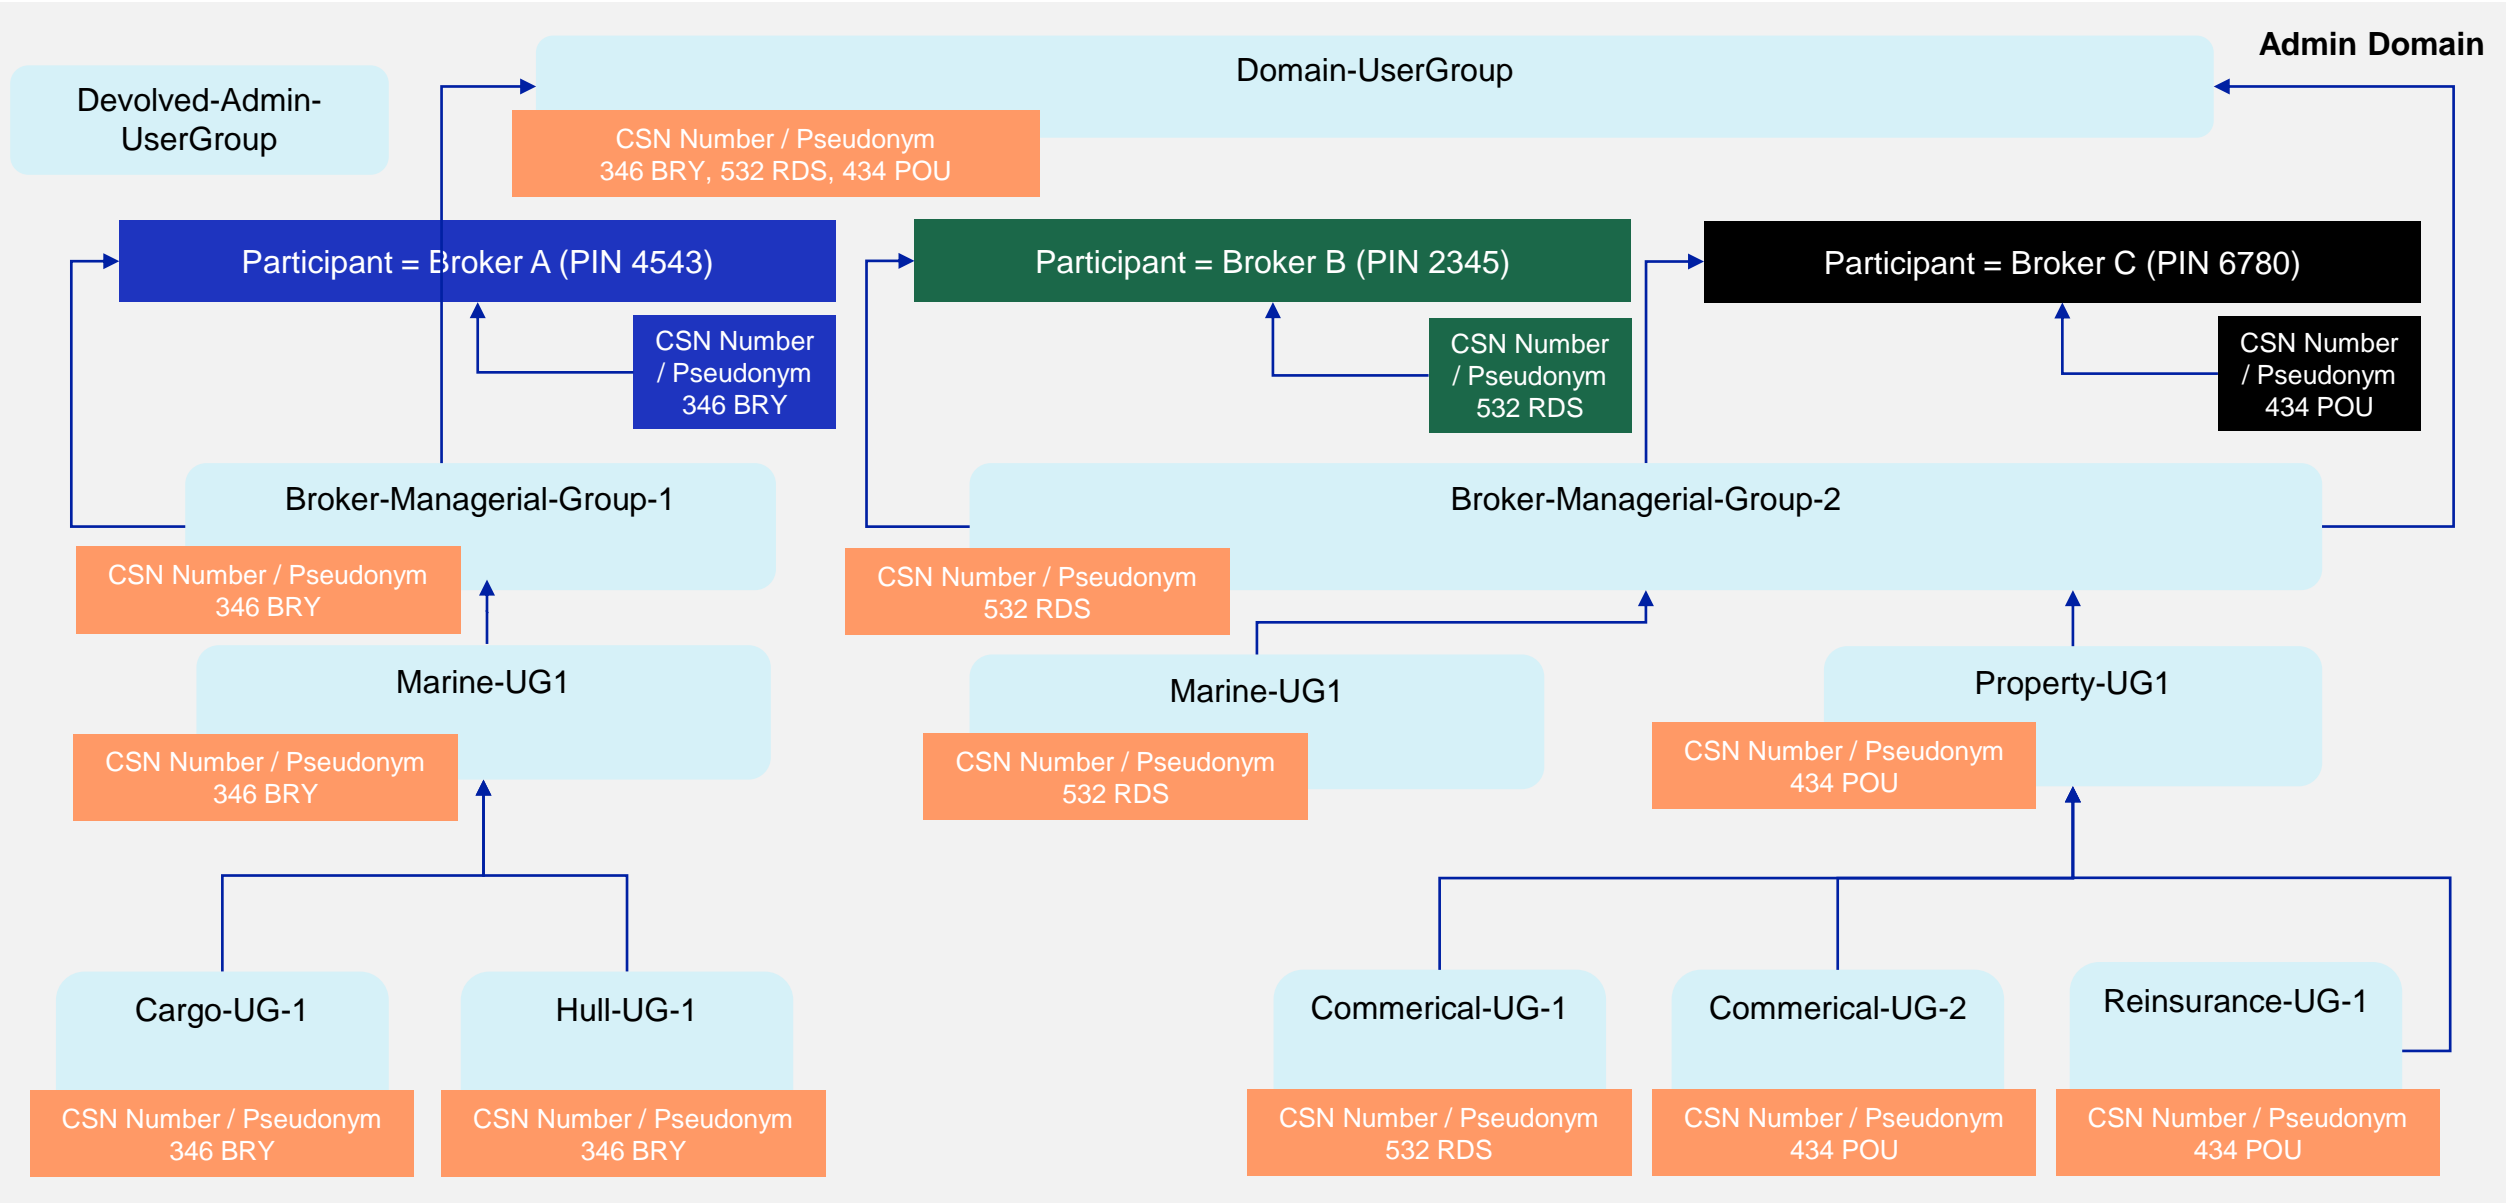 Admin Domain
Domain-UserGroup
Devolved-Admin-
UserGroup
CSN Number / Pseudonym
346 BRY, 532 RDS, 434 POU
Participant = Broker A (PIN 4543)
Participant = Broker B (PIN 2345)
Participant = Broker C (PIN 6780)
CSN Number
/ Pseudonym
346 BRY
CSN Number
/ Pseudonym
532 RDS
CSN Number
/ Pseudonym
434 POU
Broker-Managerial-Group-1
Broker-Managerial-Group-2
CSN Number / Pseudonym
346 BRY
CSN Number / Pseudonym
532 RDS
Marine-UG1
Marine-UG1
Property-UG1
CSN Number / Pseudonym
346 BRY
CSN Number / Pseudonym
532 RDS
CSN Number / Pseudonym
434 POU
Cargo-UG-1
Hull-UG-1
Commerical-UG-1
Commerical-UG-2
Reinsurance-UG-1
CSN Number / Pseudonym
346 BRY
CSN Number / Pseudonym
346 BRY
CSN Number / Pseudonym
532 RDS
CSN Number / Pseudonym
434 POU
CSN Number / Pseudonym
434 POU